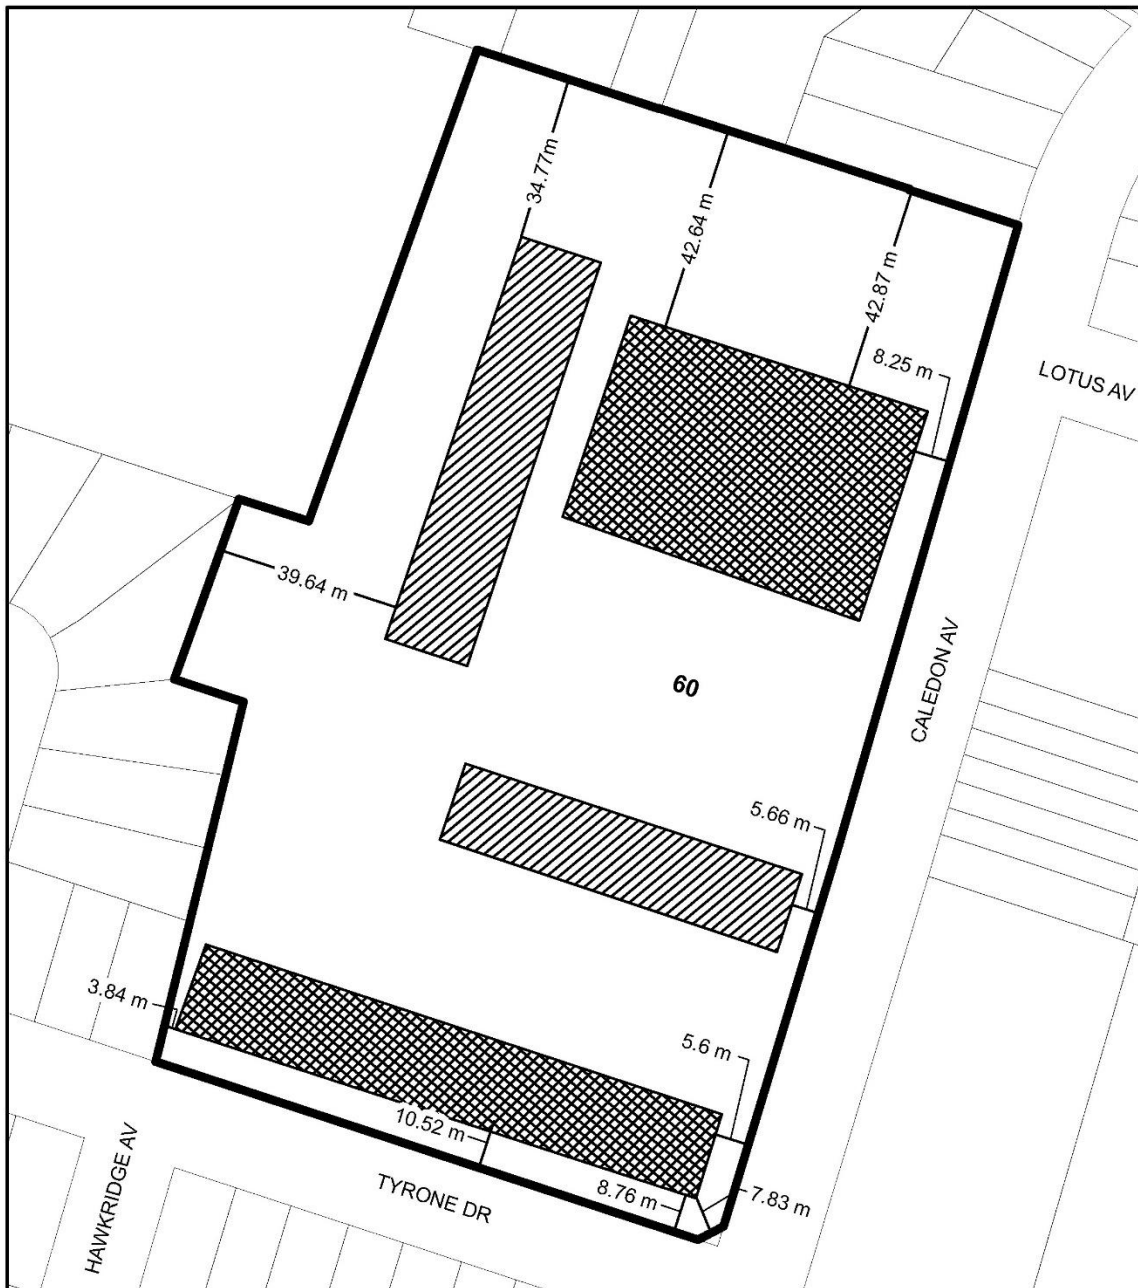 34.77m
42.64 m
42.87 m
8.25 m
LOTUS AV
39.64 m
CALEDON AV
60
5.66 m
3.84 m
5.6 m
10.52 m
HAWKRIDGE AV
TYRONE DR
8.76 m
7.83 m